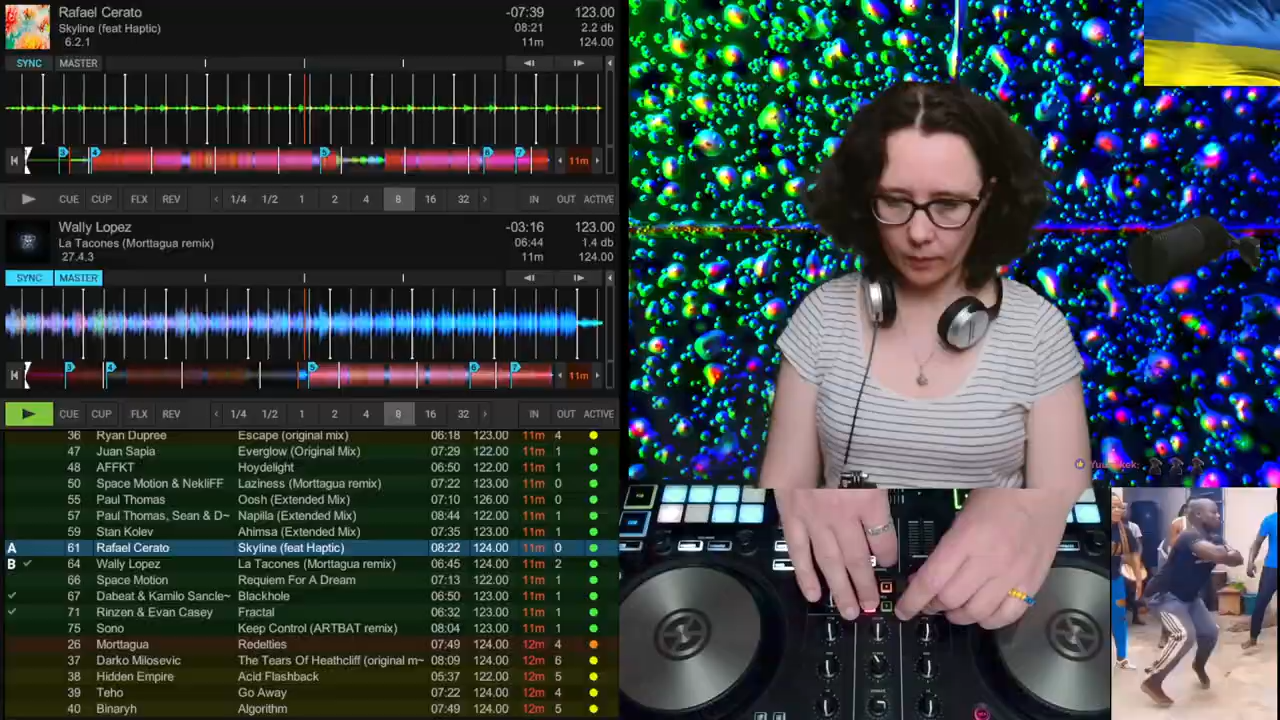 Rafael Cerato -07:39 123.00
Skyline (feat Haptic) 08:21 2.2 db
6.2.1 11m 124.00
SYNC MASTER
3 4 5 6 7 11m
CUE CUP FLX REV 1/4 1/2 1 2 4 8 16 32 IN OUT ACTIVE
Wally Lopez -03:16 123.00
La Tacones (Morttagua remix) 06:44 1.4 db
27.4.3 11m 124.00
SYNC MASTER
3 4 5 6 7 11m
CUE CUP FLX REV 1/4 1/2 1 2 4 8 16 32 IN OUT ACTIVE
36 Ryan Dupree Escape (original mix) 06:18 123.00 11m 4
47 Juan Sapia Everglow (Original Mix) 07:29 122.00 11m 1
48 AFFKT Hoydelight 06:50 122.00 11m 1
50 Space Motion & NekliFF Laziness (Morttagua remix) 07:22 123.00 11m 0
55 Paul Thomas Oosh (Extended Mix) 07:10 126.00 11m 0
57 Paul Thomas, Sean & D~ Napilla (Extended Mix) 08:44 122.00 11m 1
59 Stan Kolev Ahimsa (Extended Mix) 07:35 123.00 11m 1
A 61 Rafael Cerato Skyline (feat Haptic) 08:22 124.00 11m 0
B 64 Wally Lopez La Tacones (Morttagua remix) 06:45 124.00 11m 2
66 Space Motion Requiem For A Dream 07:13 122.00 11m 1
67 Dabeat & Kamilo Sancle~ Blackhole 06:50 123.00 11m 1
71 Rinzen & Evan Casey Fractal 06:32 123.00 11m 1
75 Sono Keep Control (ARTBAT remix) 08:04 123.00 11m 1
26 Morttagua Redelties 07:49 124.00 12m 4
37 Darko Milosevic The Tears Of Heathcliff (original m~ 08:09 124.00 12m 6
38 Hidden Empire Acid Flashback 05:37 122.00 12m 5
39 Teho Go Away 07:22 124.00 12m 4
40 Binaryh Algorithm 07:49 124.00 12m 5